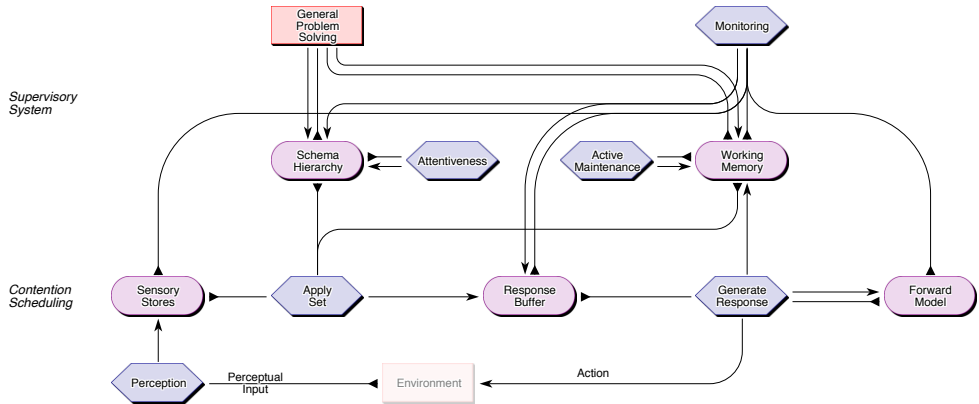 General
Problem
Solving
Monitoring
Supervisory
System
Schema
Hierarchy
Attentiveness
Active
Maintenance
Working
Memory
Contention
Scheduling
Sensory
Stores
Apply
Set
Response
Buffer
Generate
Response
Forward
Model
Perception
Perceptual
Input
Environment
Action